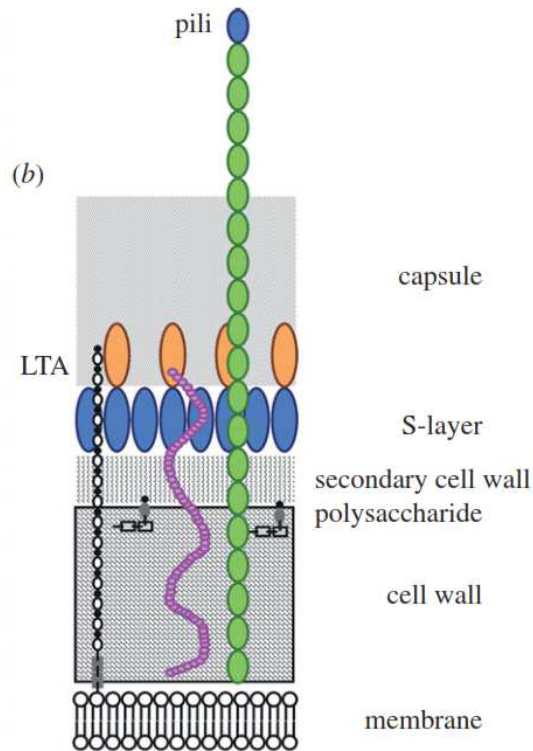 pili
(b)
capsule
LTA
S-layer
secondary cell wall
polysaccharide
cell wall
membrane